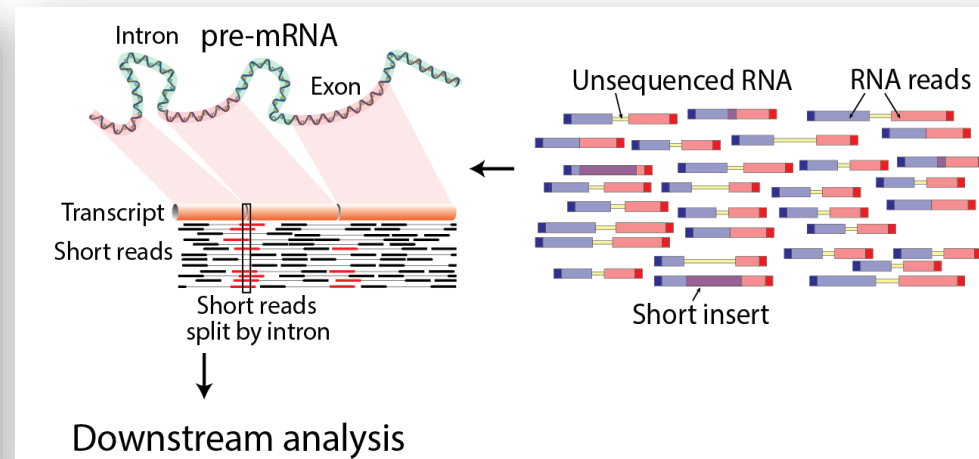 Intron
pre-mRNA
Exon
Transcript
Short reads
Short reads
split by intron
Downstream analysis
Unsequenced RNA
RNA reads
Short insert